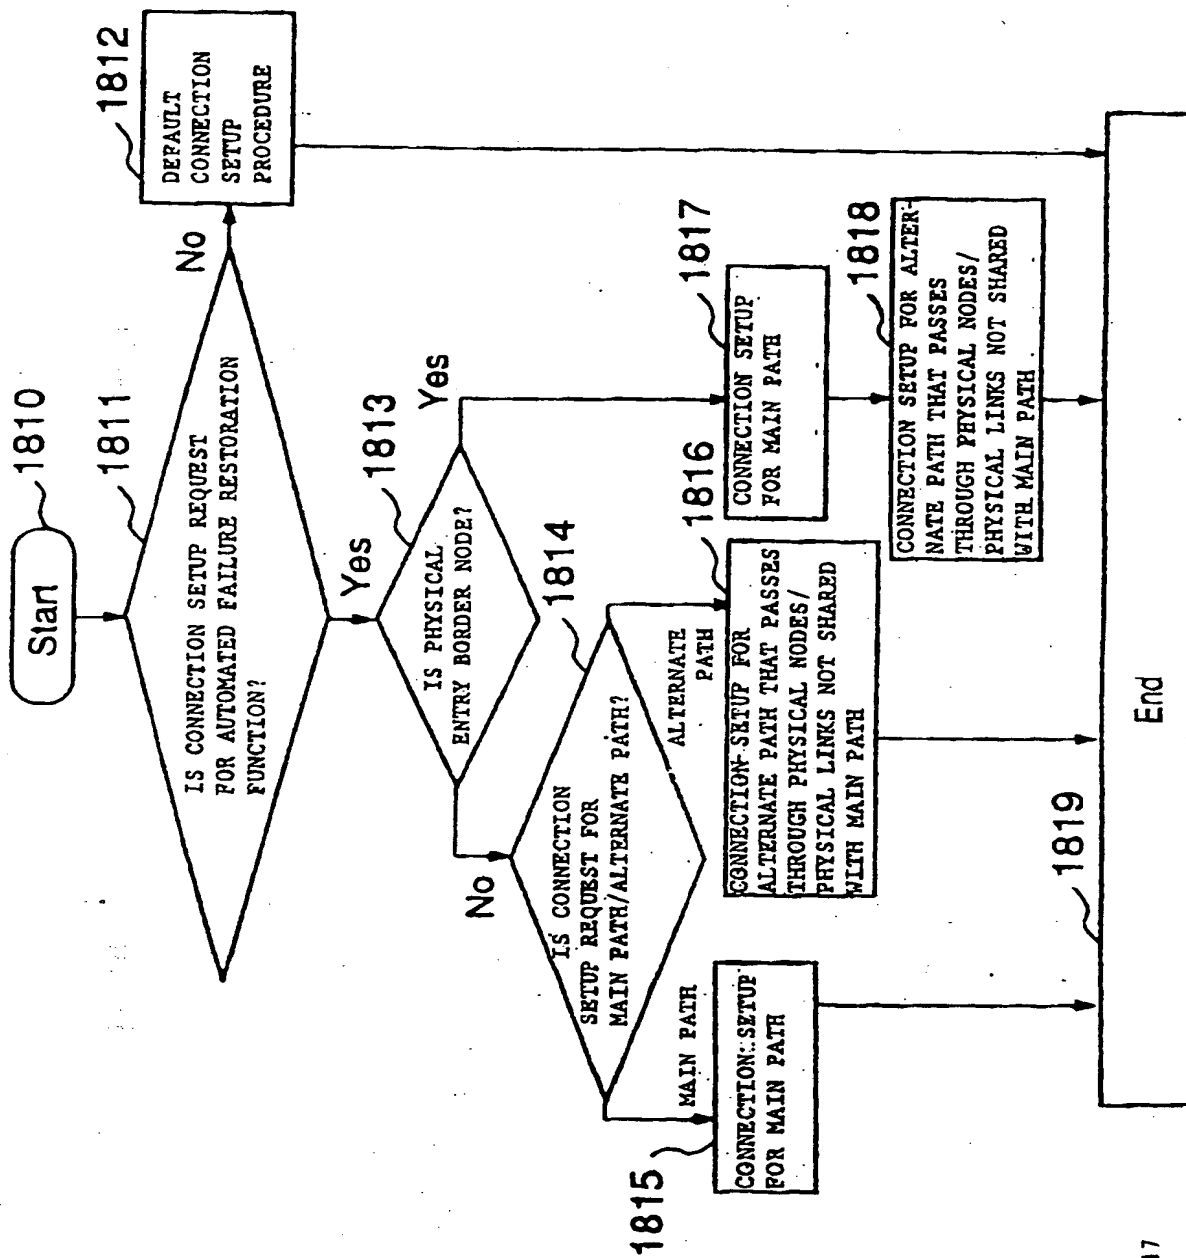 1810
Start
1811
IS CONNECTION SETUP REQUEST
FOR AUTOMATED FAILURE RESTORATION
FUNCTION?
No
1812
DEFAULT
CONNECTION
SETUP
PROCEDURE
Yes
1813
IS PHYSICAL
ENTRY BORDER NODE?
Yes
No
1814
IS CONNECTION
SETUP REQUEST FOR
MAIN PATH/ALTERNATE PATH?
MAIN PATH
ALTERNATE
PATH
1815
CONNECTION SETUP
FOR MAIN PATH
1816
CONNECTION SETUP FOR
ALTERNATE PATH THAT PASSES
THROUGH PHYSICAL NODES/
PHYSICAL LINKS NOT SHARED
WITH MAIN PATH
1817
CONNECTION SETUP
FOR MAIN PATH
1818
CONNECTION SETUP FOR ALTER-
NATE PATH THAT PASSES
THROUGH PHYSICAL NODES/
PHYSICAL LINKS NOT SHARED
WITH MAIN PATH
1819
End